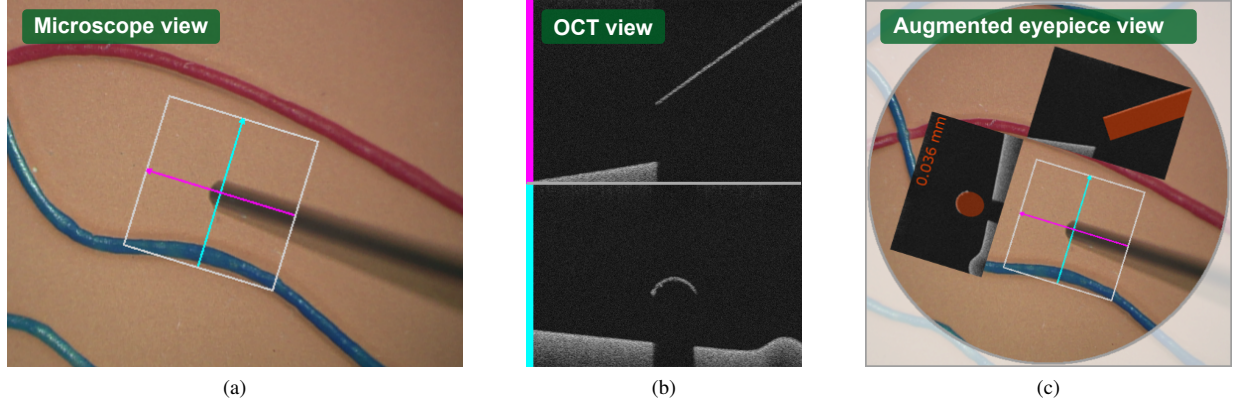 Microscope view
OCT view
Augmented eyepiece view
0.036 mm
(a)
(b)
(c)